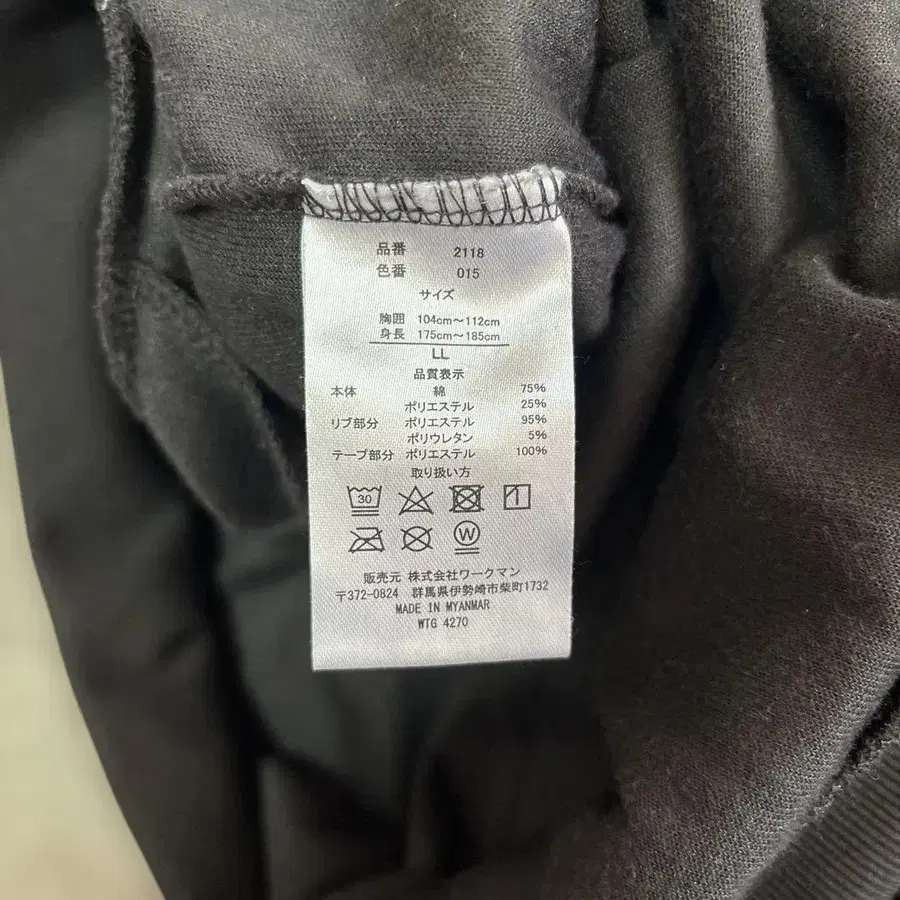 品番 2118
色番 015
サイズ
胸囲 104cm～112cm
身長 175cm～185cm
LL
品質表示
本体 綿 75%
ポリエステル 25%
リブ部分 ポリエステル 95%
ポリウレタン 5%
テープ部分 ポリエステル 100%
取り扱い方
30
W
販売元 株式会社ワークマン
〒372-0824 群馬県伊勢崎市柴町1732
MADE IN MYANMAR
WTG 4270